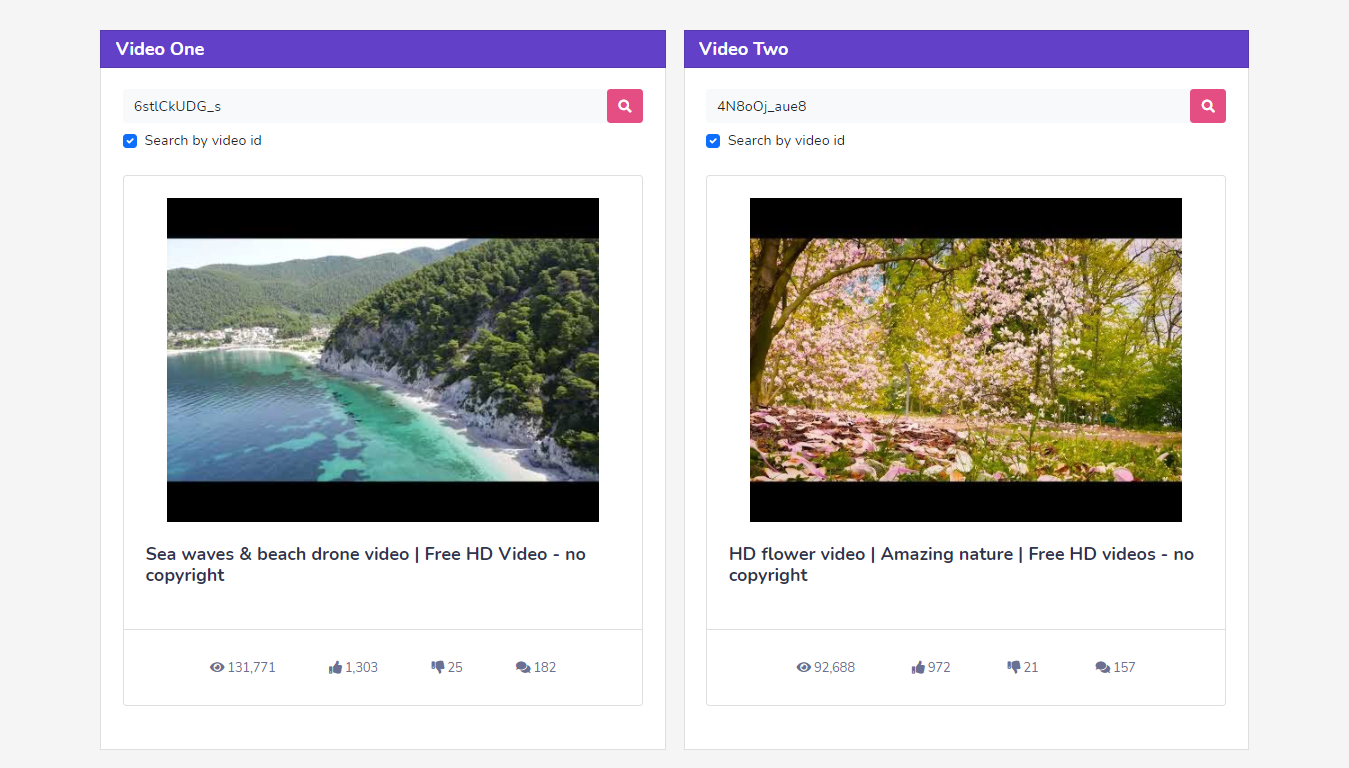 Video One
6stlCkUDG_s
Search by video id
Sea waves & beach drone video | Free HD Video - no
copyright
131,771 1,303 25 182
Video Two
4N8oOj_aue8
Search by video id
HD flower video | Amazing nature | Free HD videos - no
copyright
92,688 972 21 157